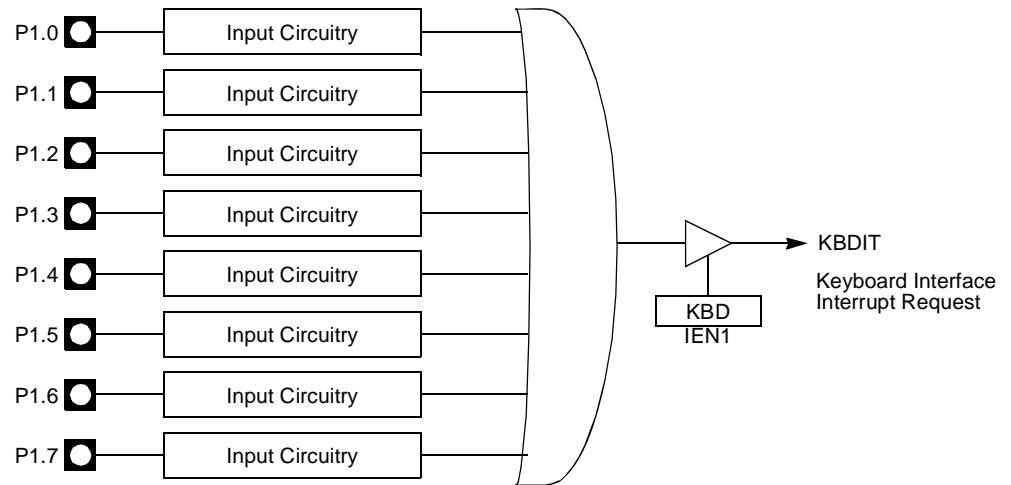 P1.0 Input Circuitry
P1.1 Input Circuitry
P1.2 Input Circuitry
P1.3 Input Circuitry
P1.4 Input Circuitry
P1.5 Input Circuitry
P1.6 Input Circuitry
P1.7 Input Circuitry
KBDIT
Keyboard Interface
Interrupt Request
KBD
IEN1